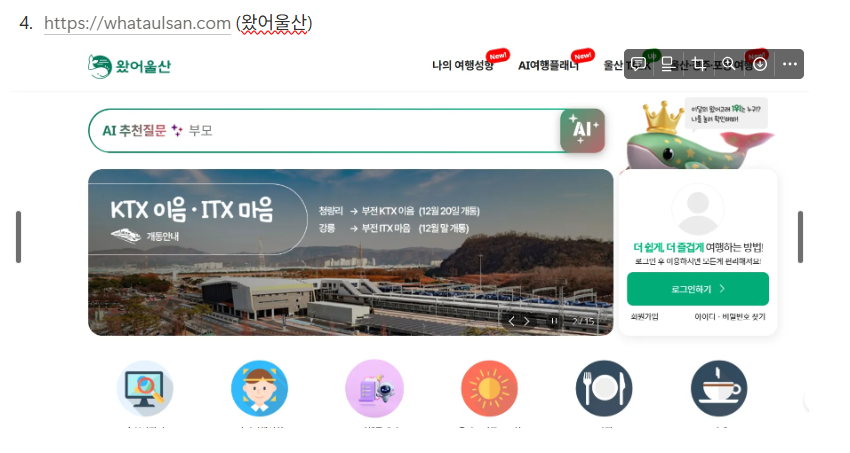 4. https://whataulsan.com (왔어울산)
왔어울산
나의 여행성향 New! AI여행플래너 New! 울산
AI 추천질문 부모
AI
이달의 왔어고래 1위는 누구?
나를 눌러 확인해봐!
KTX 이음 · ITX 마음
개통안내
청량리 → 부전 KTX 이음 (12월 20일 개통)
강릉 → 부전 ITX 마음 (12월 말 개통)
2 / 15
더 쉽게, 더 즐겁게 여행하는 방법!
로그인 후 이용하시면 모든게 편리해져요!
로그인하기
회원가입 아이디 · 비밀번호 찾기